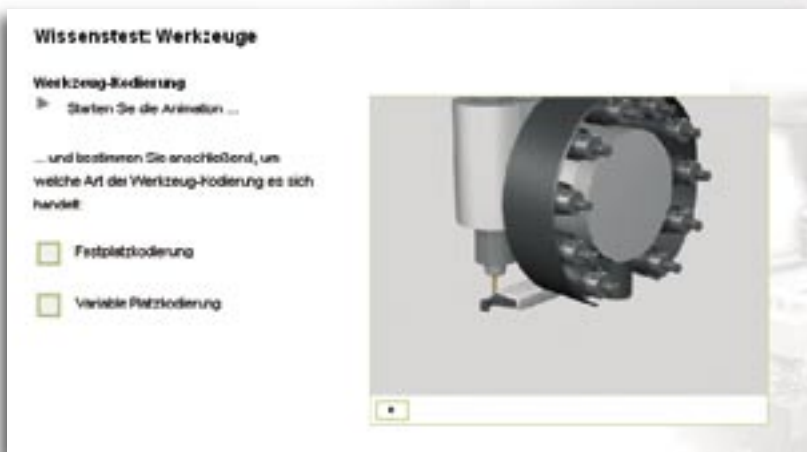 Wissenstest: Werkzeuge
Werkzeug-Kodierung
Starten Sie die Animation ...
... und bestimmen Sie anschließend, um
welche Art der Werkzeug-Kodierung es sich
handelt:
Festplatzkodierung
Variable Platzkodierung